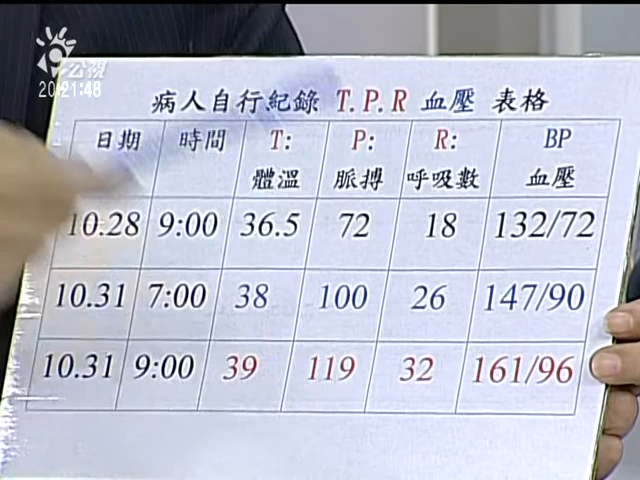 公視
20:21:48
病人自行紀錄 T.P.R 血壓 表格
日期 時間 T: P: R: BP
體溫 脈搏 呼吸數 血壓
10.28 9:00 36.5 72 18 132/72
10.31 7:00 38 100 26 147/90
10.31 9:00 39 119 32 161/96